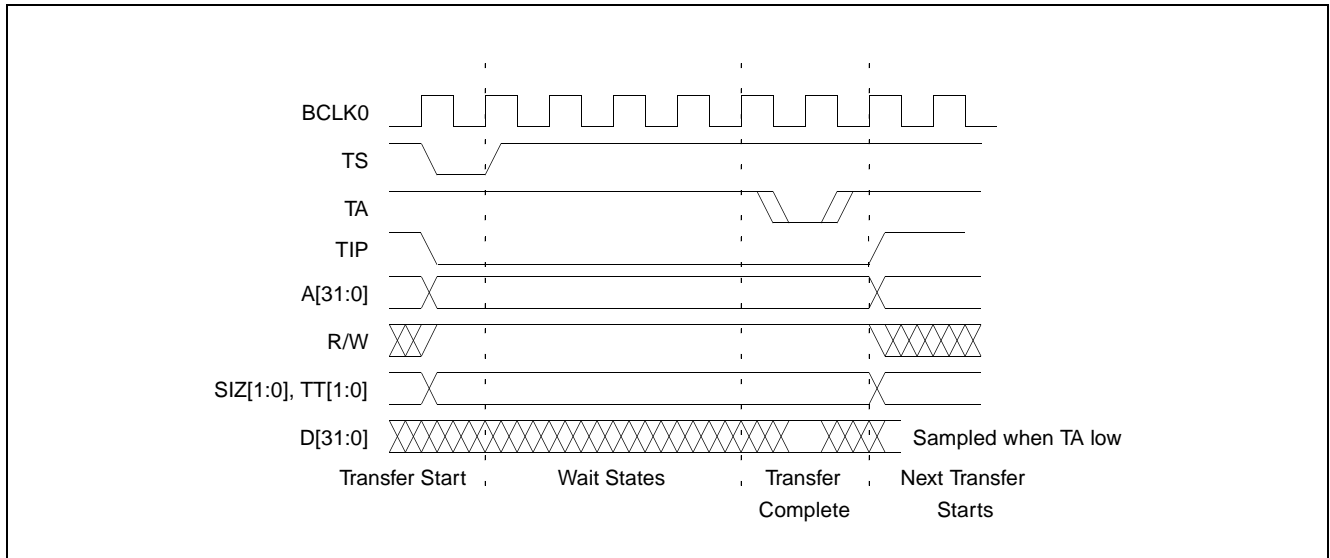 BCLK0
TS
TA
TIP
A[31:0]
R/W
SIZ[1:0], TT[1:0]
D[31:0]
Sampled when TA low
Transfer Start
Wait States
Transfer
Complete
Next Transfer
Starts